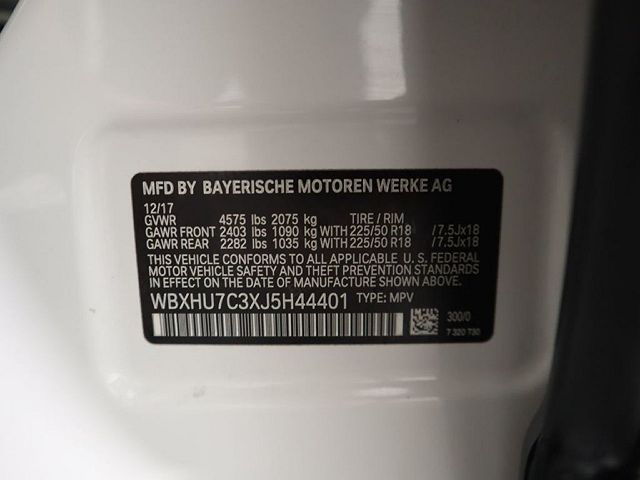 MFD BY BAYERISCHE MOTOREN WERKE AG
12/17
GVWR 4575 lbs 2075 kg TIRE / RIM
GAWR FRONT 2403 lbs 1090 kg WITH 225/50 R18 /7.5Jx18
GAWR REAR 2282 lbs 1035 kg WITH 225/50 R18 /7.5Jx18
THIS VEHICLE CONFORMS TO ALL APPLICABLE U. S. FEDERAL
MOTOR VEHICLE SAFETY AND THEFT PREVENTION STANDARDS
IN EFFECT ON THE DATE OF MANUFACTURE SHOWN ABOVE.
WBXHU7C3XJ5H44401 TYPE: MPV
300/0
7 320 730